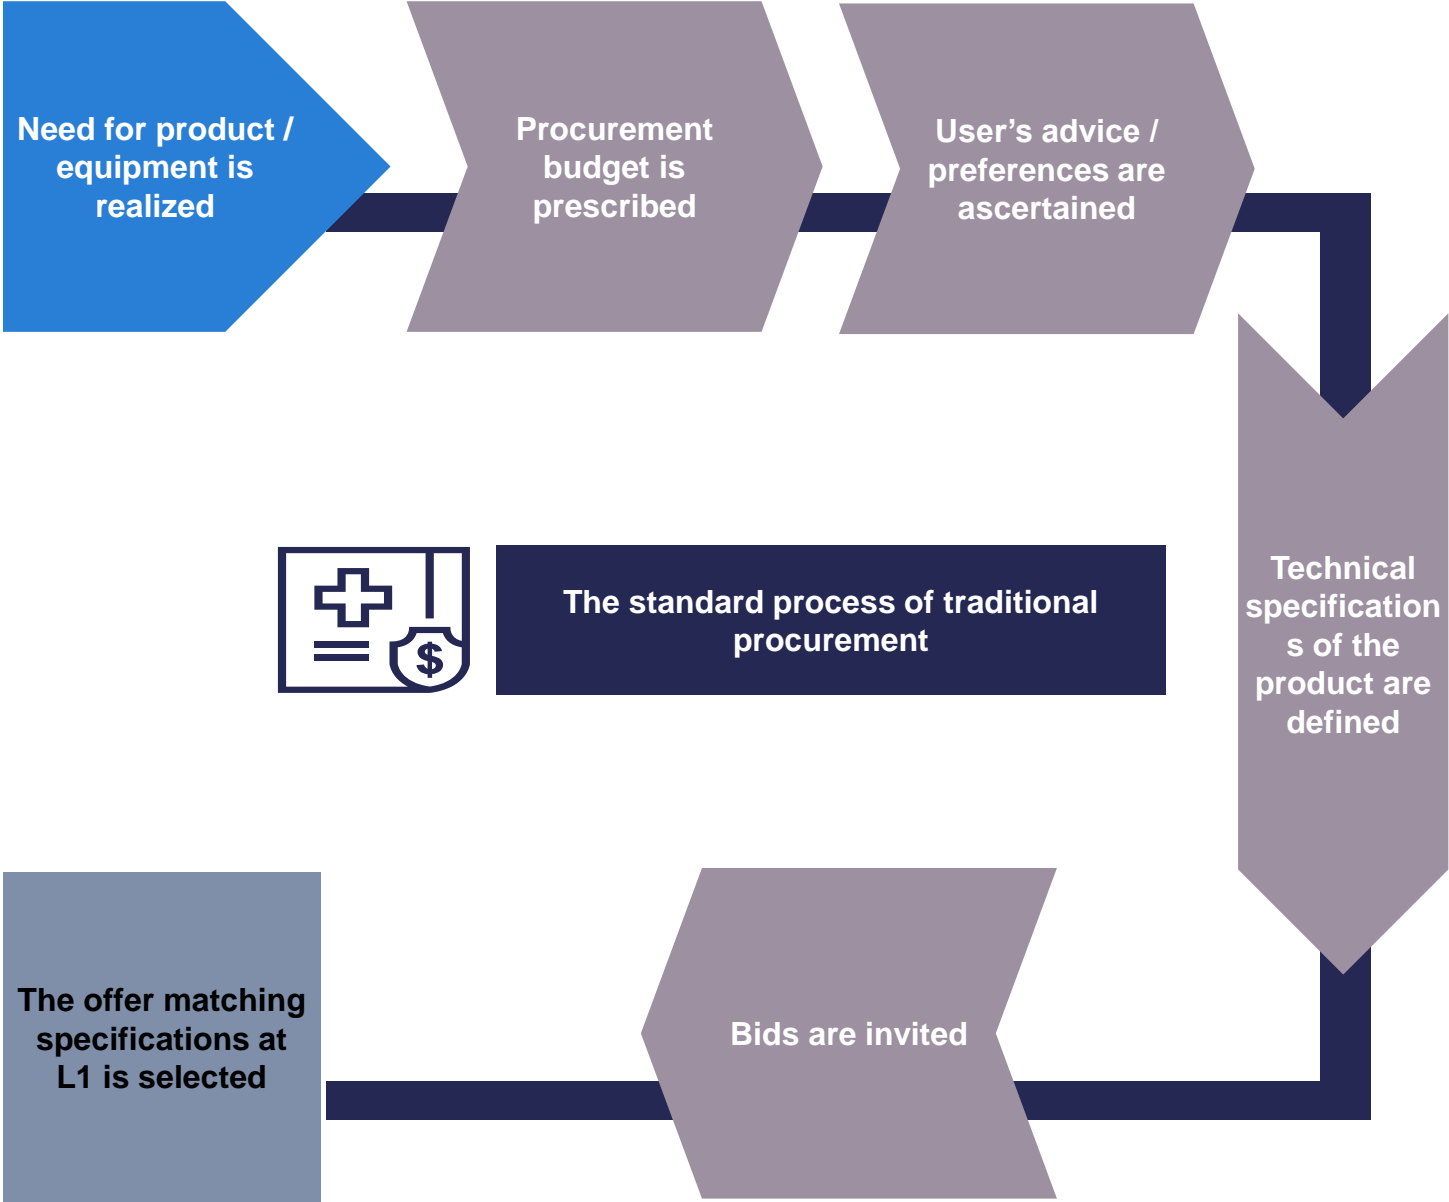 Need for product /
equipment is
realized
Procurement
budget is
prescribed
User’s advice /
preferences are
ascertained
Technical
specification
s of the
product are
defined
The standard process of traditional
procurement
$
Bids are invited
The offer matching
specifications at
L1 is selected